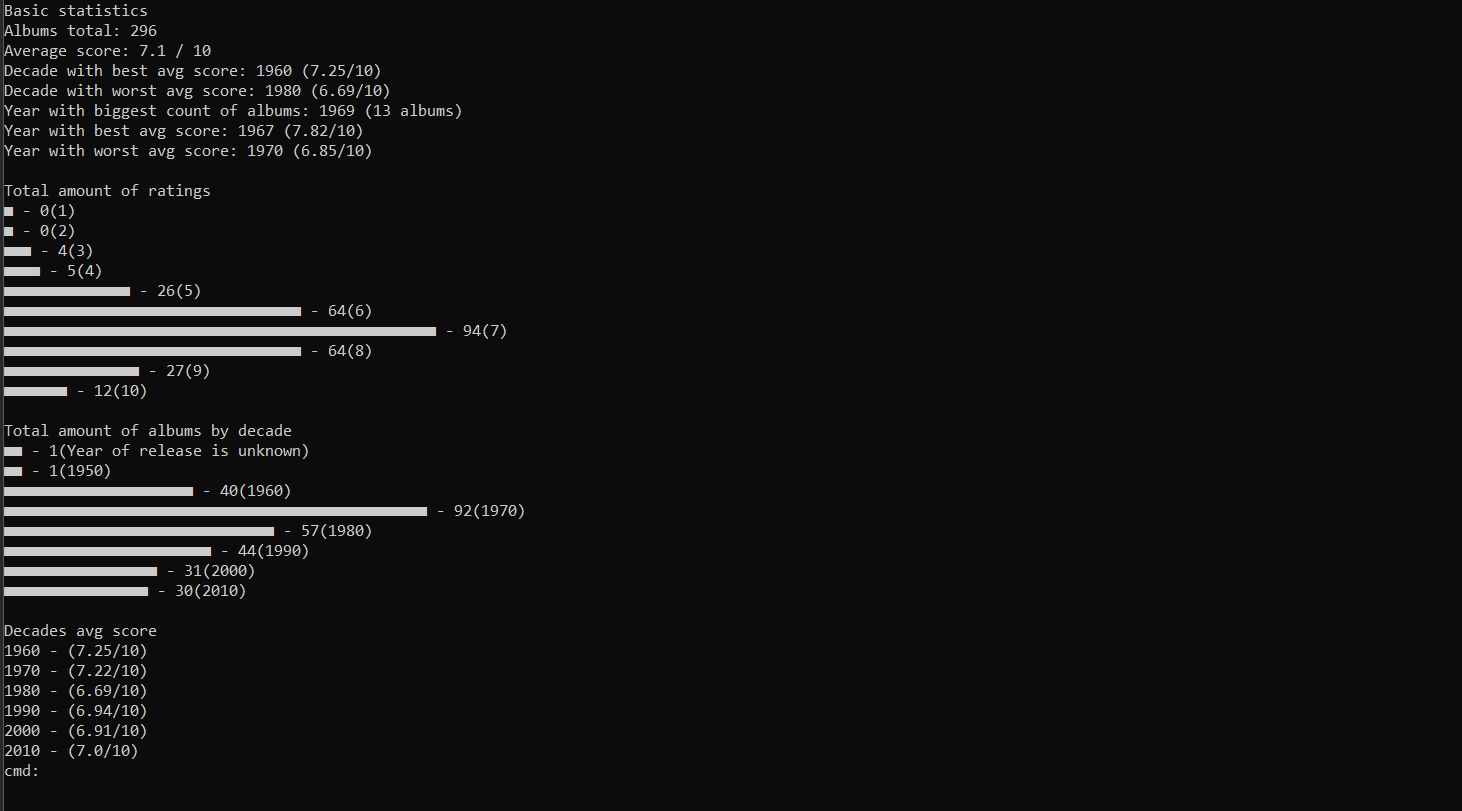 Basic statistics
Albums total: 296
Average score: 7.1 / 10
Decade with best avg score: 1960 (7.25/10)
Decade with worst avg score: 1980 (6.69/10)
Year with biggest count of albums: 1969 (13 albums)
Year with best avg score: 1967 (7.82/10)
Year with worst avg score: 1970 (6.85/10)
Total amount of ratings
- 0(1)
- 0(2)
- 4(3)
- 5(4)
- 26(5)
- 64(6)
- 94(7)
- 64(8)
- 27(9)
- 12(10)
Total amount of albums by decade
- 1(Year of release is unknown)
- 1(1950)
- 40(1960)
- 92(1970)
- 57(1980)
- 44(1990)
- 31(2000)
- 30(2010)
Decades avg score
1960 - (7.25/10)
1970 - (7.22/10)
1980 - (6.69/10)
1990 - (6.94/10)
2000 - (6.91/10)
2010 - (7.0/10)
cmd: